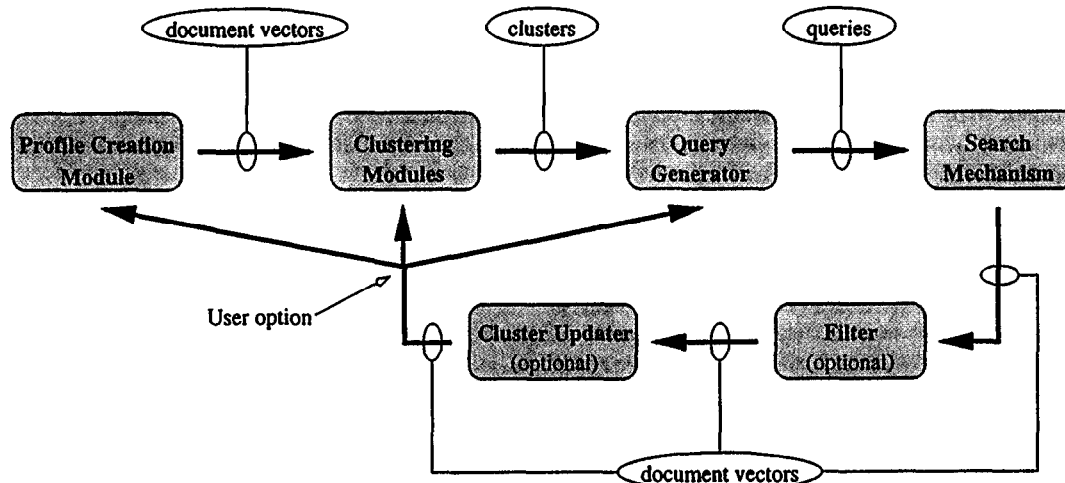 document vectors
clusters
queries
Profile Creation
Module
Clustering
Modules
Query
Generator
Search
Mechanism
User option
Cluster Updater
(optional)
Filter
(optional)
document vectors